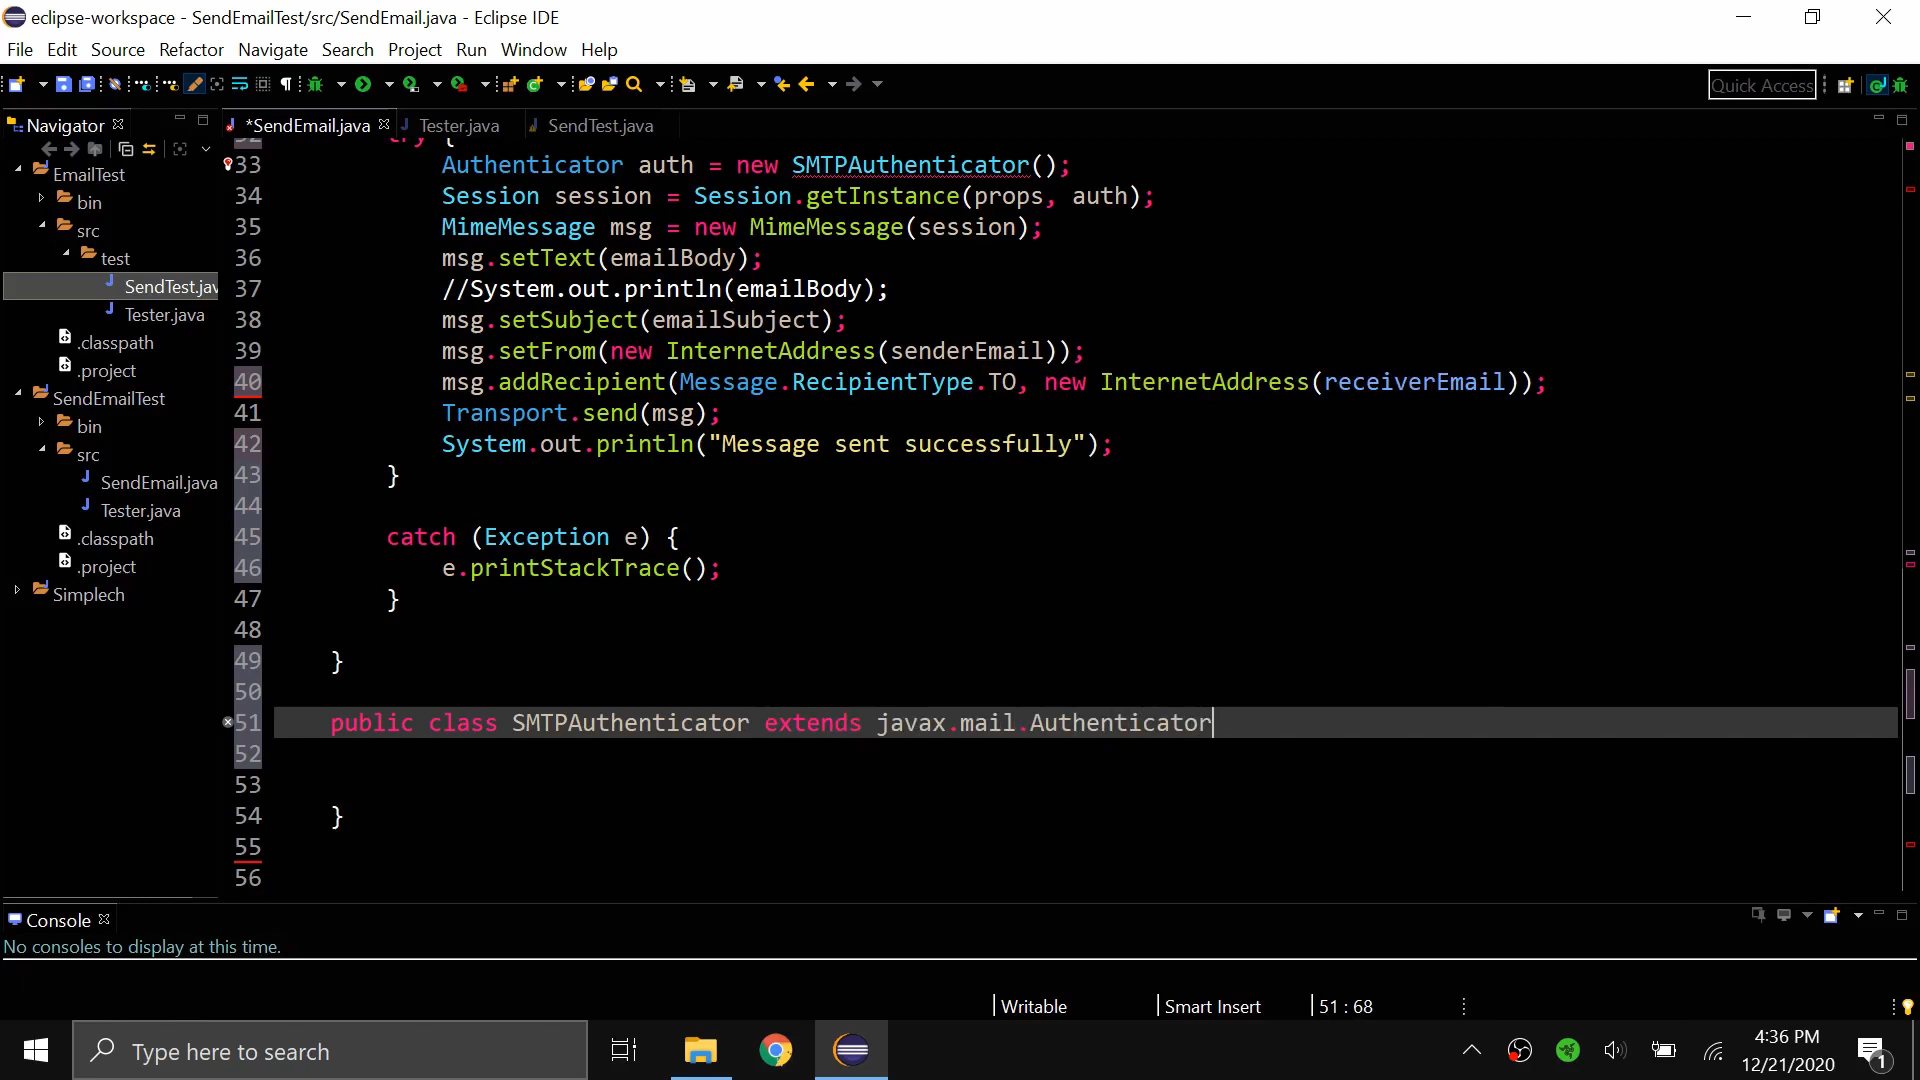 eclipse-workspace - SendEmailTest/src/SendEmail.java - Eclipse IDE
File Edit Source Refactor Navigate Search Project Run Window Help
Quick Access
Navigator
*SendEmail.java Tester.java SendTest.java
EmailTest
bin
src
test
SendTest.jav
Tester.java
.classpath
.project
SendEmailTest
bin
src
SendEmail.java
Tester.java
.classpath
.project
Simplech
32 try {
33 Authenticator auth = new SMTPAuthenticator();
34 Session session = Session.getInstance(props, auth);
35 MimeMessage msg = new MimeMessage(session);
36 msg.setText(emailBody);
37 //System.out.println(emailBody);
38 msg.setSubject(emailSubject);
39 msg.setFrom(new InternetAddress(senderEmail));
40 msg.addRecipient(Message.RecipientType.TO, new InternetAddress(receiverEmail));
41 Transport.send(msg);
42 System.out.println("Message sent successfully");
43 }
44
45 catch (Exception e) {
46 e.printStackTrace();
47 }
48
49 }
50
51 public class SMTPAuthenticator extends javax.mail.Authenticator
52
53
54 }
55
56
Console
No consoles to display at this time.
Writable Smart Insert 51 : 68
Type here to search
4:36 PM
12/21/2020
1